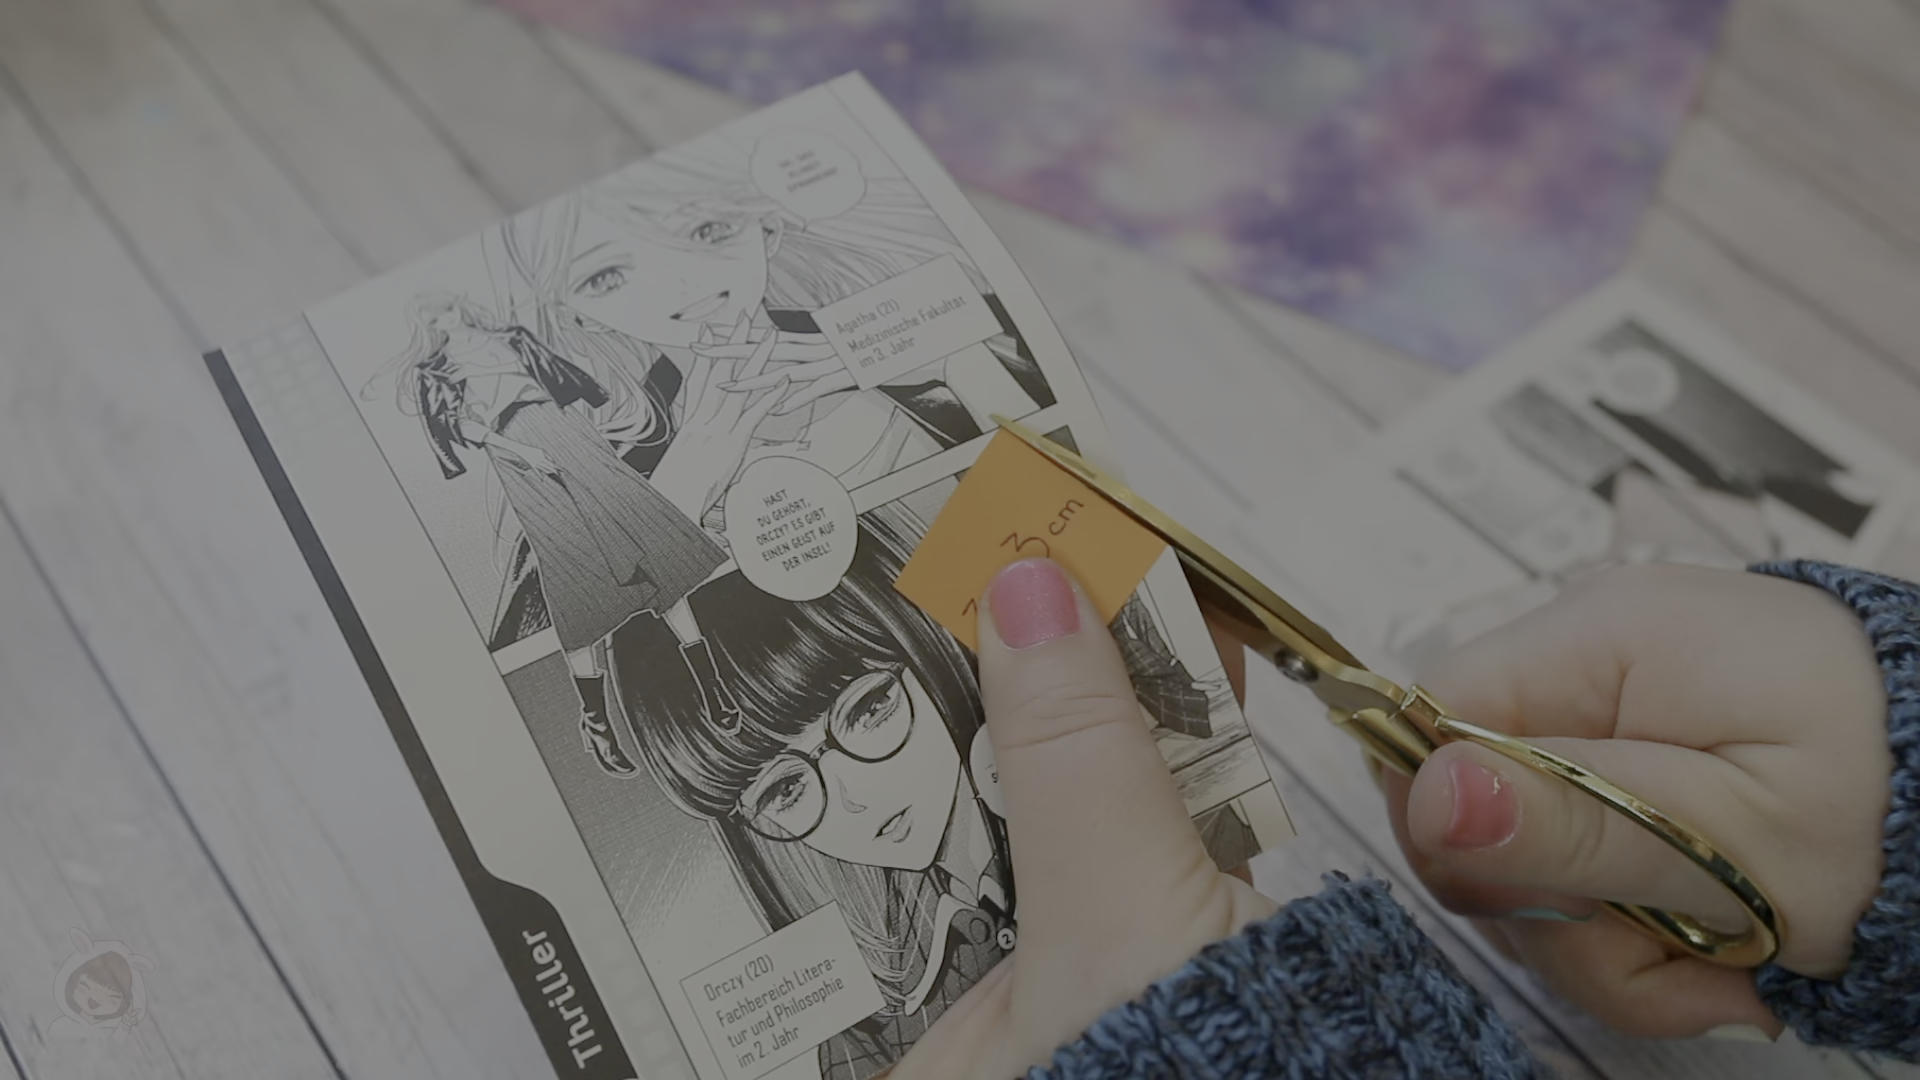 Agatha (21)
Medizinische Fakultät
im 3. Jahr
HAST
DU GEHÖRT,
ORCZY? ES GIBT
EINEN GEIST AUF
DER INSEL!
3cm
Orczy (20)
Fachbereich Litera-
tur und Philosophie
im 2. Jahr
2
Thriller